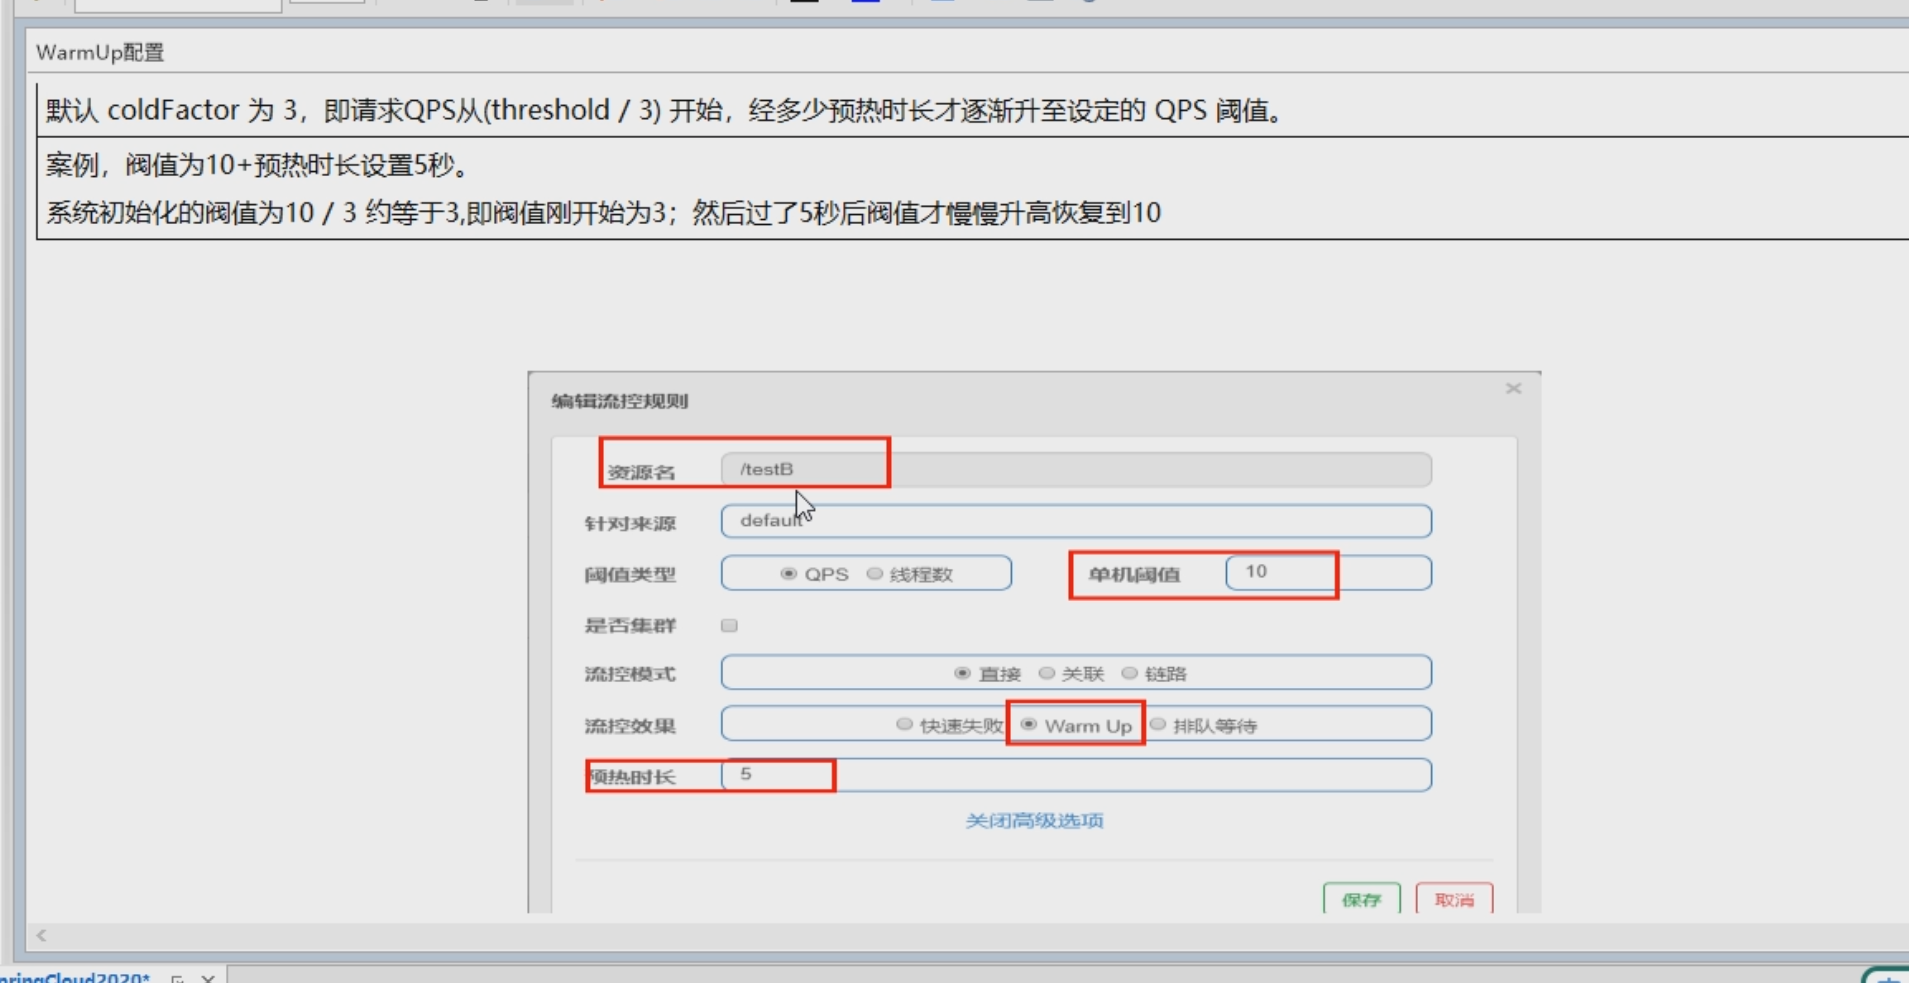 WarmUp配置
默认 coldFactor 为 3，即请求QPS从(threshold / 3) 开始，经多少预热时长才逐渐升至设定的 QPS 阈值。
案例，阀值为10+预热时长设置5秒。
系统初始化的阀值为10 / 3 约等于3,即阀值刚开始为3；然后过了5秒后阀值才慢慢升高恢复到10
编辑流控规则
资源名 /testB
针对来源 default
阈值类型 QPS 线程数 单机阈值 10
是否集群
流控模式 直接 关联 链路
流控效果 快速失败 Warm Up 排队等待
预热时长 5
关闭高级选项
保存 取消
pringCloud2020*